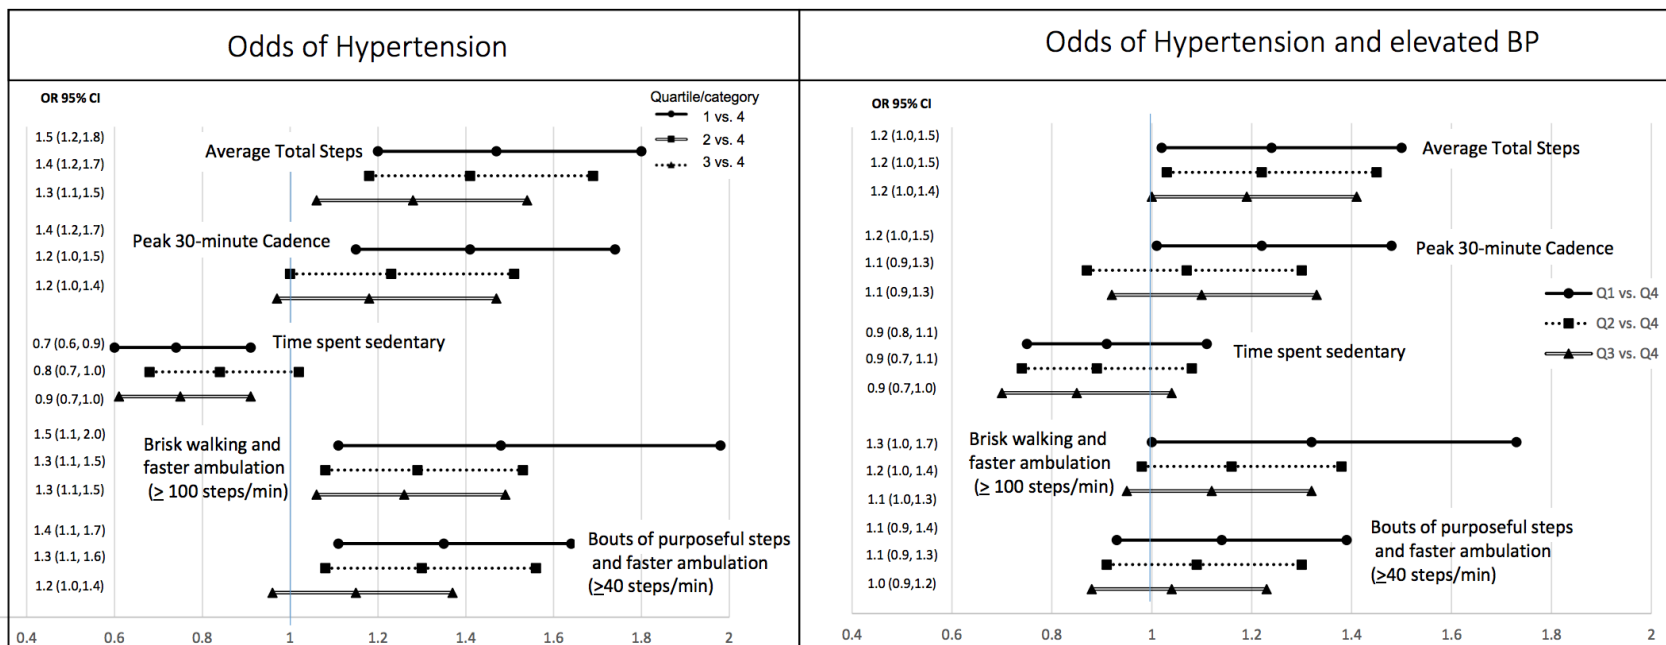 Odds of Hypertension
OR 95% CI
Quartile/category
1 vs. 4
2 vs. 4
3 vs. 4
1.5 (1.2,1.8)
Average Total Steps
1.4 (1.2,1.7)
1.3 (1.1,1.5)
1.4 (1.2,1.7)
Peak 30-minute Cadence
1.2 (1.0,1.5)
1.2 (1.0,1.4)
0.7 (0.6, 0.9)
Time spent sedentary
0.8 (0.7, 1.0)
0.9 (0.7,1.0)
1.5 (1.1, 2.0)
Brisk walking and
faster ambulation
(≥ 100 steps/min)
1.3 (1.1,1.5)
1.3 (1.1,1.5)
1.4 (1.1, 1.7)
Bouts of purposeful steps
and faster ambulation
(≥40 steps/min)
1.3 (1.1, 1.6)
1.2 (1.0,1.4)
0.4 0.6 0.8 1 1.2 1.4 1.6 1.8 2
Odds of Hypertension and elevated BP
OR 95% CI
1.2 (1.0,1.5)
Average Total Steps
1.2 (1.0,1.5)
1.2 (1.0,1.4)
1.2 (1.0,1.5)
Peak 30-minute Cadence
1.1 (0.9,1.3)
1.1 (0.9,1.3)
Q1 vs. Q4
Q2 vs. Q4
Q3 vs. Q4
0.9 (0.8, 1.1)
Time spent sedentary
0.9 (0.7, 1.1)
0.9 (0.7,1.0)
1.3 (1.0, 1.7)
Brisk walking and
faster ambulation
(≥ 100 steps/min)
1.2 (1.0, 1.4)
1.1 (1.0,1.3)
1.1 (0.9, 1.4)
Bouts of purposeful steps
and faster ambulation
(≥40 steps/min)
1.1 (0.9, 1.3)
1.0 (0.9,1.2)
0.4 0.6 0.8 1 1.2 1.4 1.6 1.8 2